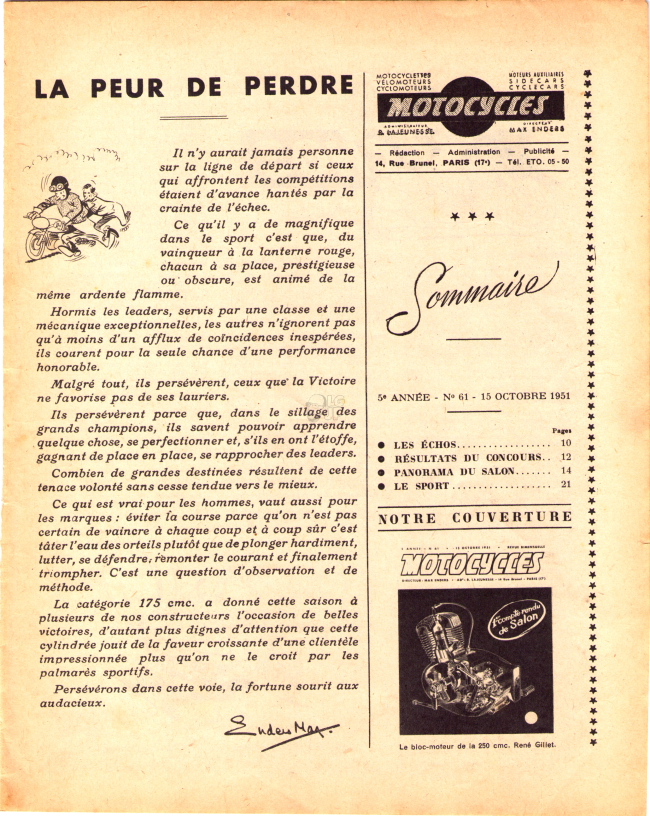 LA PEUR DE PERDRE
Il n'y aurait jamais personne
sur la ligne de départ si ceux
qui affrontent les compétitions
étaient d'avance hantés par la
crainte de l'échec.
Ce qu'il y a de magnifique
dans le sport c'est que, du
vainqueur à la lanterne rouge,
chacun à sa place, prestigieuse
ou obscure, est animé de la
même ardente flamme.
Hormis les leaders, servis par une classe et une
mécanique exceptionnelles, les autres n'ignorent pas
qu'à moins d'un afflux de coïncidences inespérées,
ils courent pour la seule chance d'une performance
honorable.
Malgré tout, ils persévèrent, ceux que la Victoire
ne favorise pas de ses lauriers.
Ils persévèrent parce que, dans le sillage des
grands champions, ils savent pouvoir apprendre
quelque chose, se perfectionner et, s'ils en ont l'étoffe,
gagnant de place en place, se rapprocher des leaders.
Combien de grandes destinées résultent de cette
tenace volonté sans cesse tendue vers le mieux.
Ce qui est vrai pour les hommes, vaut aussi pour
les marques : éviter la course parce qu'on n'est pas
certain de vaincre à chaque coup et à coup sûr c'est
tâter l'eau des orteils plutôt que de plonger hardiment,
lutter, se défendre, remonter le courant et finalement
triompher. C'est une question d'observation et de
méthode.
La catégorie 175 cmc. a donné cette saison à
plusieurs de nos constructeurs l'occasion de belles
victoires, d'autant plus dignes d'attention que cette
cylindrée jouit de la faveur croissante d'une clientèle
impressionnée plus qu'on ne le croit par les
palmarès sportifs.
Persévérons dans cette voie, la fortune sourit aux
audacieux.
Enders Max.
MOTOCYCLETTES
VÉLOMOTEURS
CYCLOMOTEURS
MOTEURS AUXILIAIRES
SIDECARS
CYCLECARS
MOTOCYCLES
ADMINISTRATEUR
R. LAJEUNESSE.
DIRECTEUR
MAX ENDERS
— Rédaction — Administration — Publicité —
14, Rue Brunel, PARIS (17e) — Tél. ETO. 05-50
Sommaire
5e ANNÉE - No 61 - 15 OCTOBRE 1951
Pages
● LES ÉCHOS................. 10
● RÉSULTATS DU CONCOURS.. 12
● PANORAMA DU SALON...... 14
● LE SPORT.................. 21
NOTRE COUVERTURE
MOTOCYCLES
1er compte rendu
de Salon
Le bloc-moteur de la 250 cmc. René Gillet.